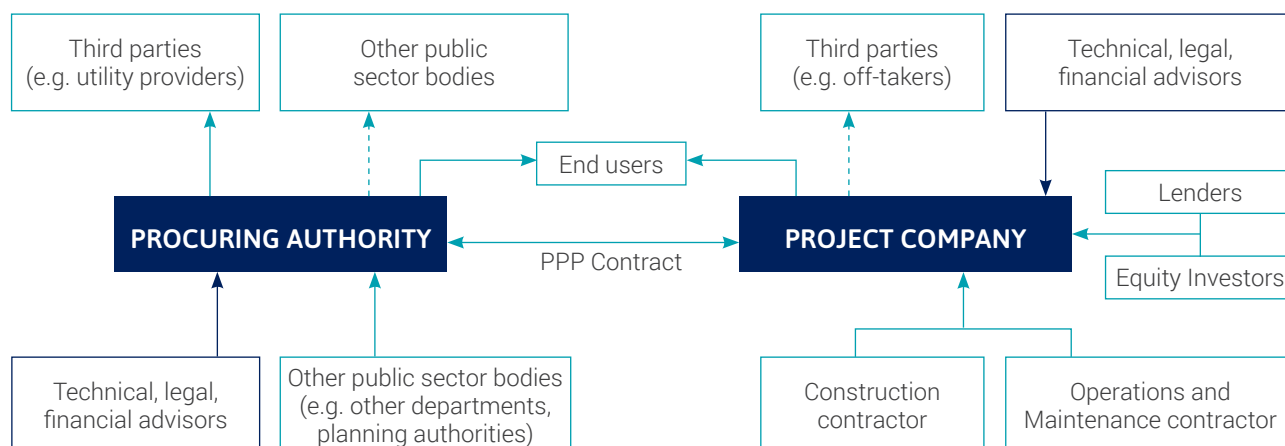 Third parties
(e.g. utility providers)
Other public
sector bodies
Third parties
(e.g. off-takers)
Technical, legal,
financial advisors
End users
Lenders
PROCURING AUTHORITY
PROJECT COMPANY
PPP Contract
Equity Investors
Technical, legal,
financial advisors
Other public sector bodies
(e.g. other departments,
planning authorities)
Construction
contractor
Operations and
Maintenance contractor